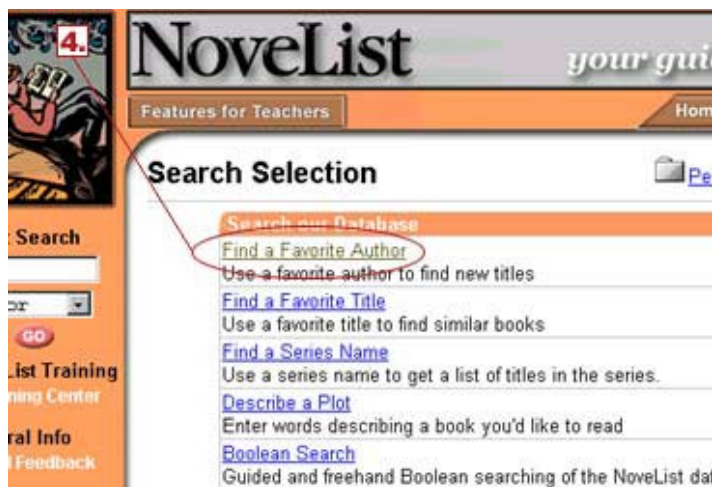 4.
NoveList
your gui
Features for Teachers
Hom
Search Selection
Pe
Search our Database
Find a Favorite Author
Use a favorite author to find new titles
Find a Favorite Title
Use a favorite title to find similar books
Find a Series Name
Use a series name to get a list of titles in the series.
Describe a Plot
Enter words describing a book you'd like to read
Boolean Search
Guided and freehand Boolean searching of the NoveList dat
Search
or
GO
List Training
ning Center
ral Info
Feedback